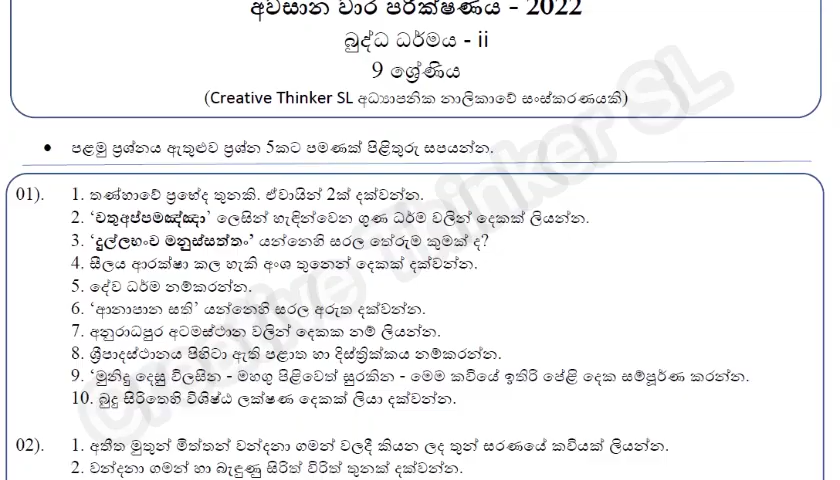 අවසාන වාර පරීක්ෂණය - 2022
බුද්ධ ධර්මය - ii
9 ශ්‍රේණිය
(Creative Thinker SL අධ්‍යාපනික නාලිකාවේ සංස්කරණයකි)
• පළමු ප්‍රශ්නය ඇතුළුව ප්‍රශ්න 5කට පමණක් පිළිතුරු සපයන්න.
01). 1. තණ්හාවේ ප්‍රභේද තුනකි. ඒවායින් 2ක් දක්වන්න.
2. ‘චතුඅප්පමඤ්ඤා’ ලෙසින් හැඳින්වෙන ගුණ ධර්ම වලින් දෙකක් ලියන්න.
3. ‘දුල්ලභංච මනුස්සත්තං’ යන්නෙහි සරල තේරුම කුමක් ද?
4. සීලය ආරක්ෂා කල හැකි අංශ තුනෙන් දෙකක් දක්වන්න.
5. දේව ධර්ම නම්කරන්න.
6. ‘ආනාපාන සති’ යන්නෙහි සරල අරුත දක්වන්න.
7. අනුරාධපුර අටමස්ථාන වලින් දෙකක නම් ලියන්න.
8. ශ්‍රීපාදස්ථානය පිහිටා ඇති පළාත හා දිස්ත්‍රික්කය නම්කරන්න.
9. ‘මුනිඳු දෙසූ විලසින - මහගු පිළිවෙත් සුරකින - මෙම කවියේ ඉතිරි පේළි දෙක සම්පූර්ණ කරන්න.
10. බුදු සිරිතෙහි විශිෂ්ඨ ලක්ෂණ දෙකක් ලියා දක්වන්න.
02). 1. අතීත මුතුන් මිත්තන් වන්දනා ගමන් වලදී කියන ලද තුන් සරණයේ කවියක් ලියන්න.
2. වන්දනා ගමන් හා බැඳුණු සිරිත් විරිත් තුනක් දක්වන්න.
Creative Thinker SL